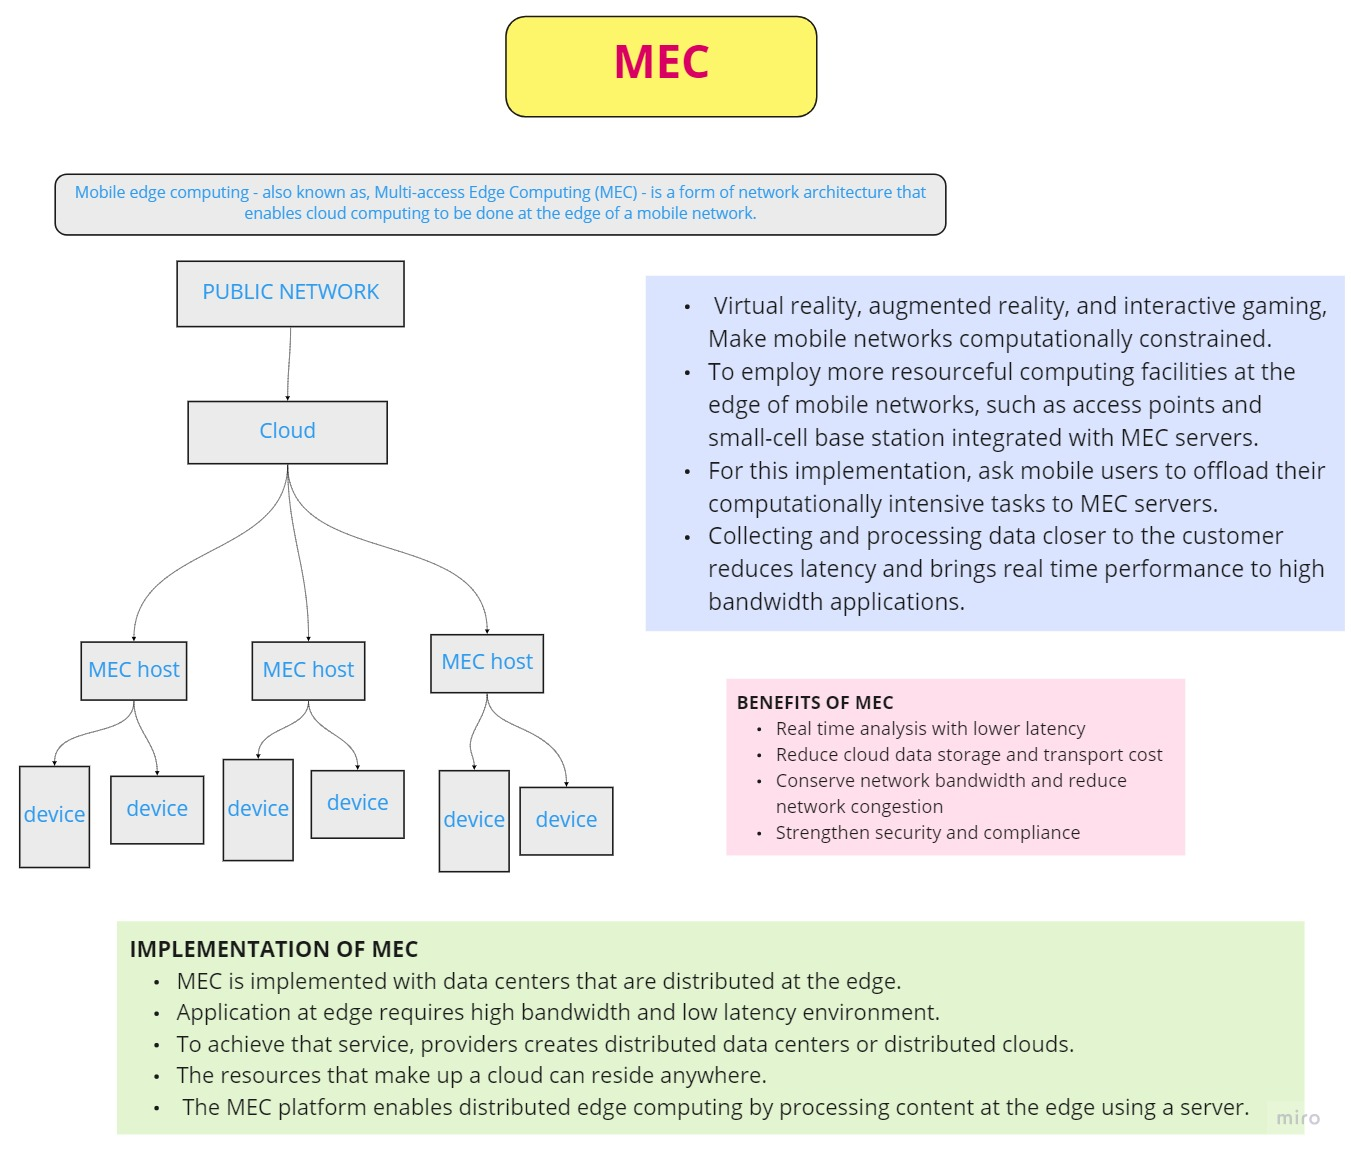 MEC
Mobile edge computing - also known as, Multi-access Edge Computing (MEC) - is a form of network architecture that
enables cloud computing to be done at the edge of a mobile network.
PUBLIC NETWORK
Cloud
MEC host
MEC host
MEC host
device
device
device
device
device
device
• Virtual reality, augmented reality, and interactive gaming,
Make mobile networks computationally constrained.
• To employ more resourceful computing facilities at the
edge of mobile networks, such as access points and
small-cell base station integrated with MEC servers.
• For this implementation, ask mobile users to offload their
computationally intensive tasks to MEC servers.
• Collecting and processing data closer to the customer
reduces latency and brings real time performance to high
bandwidth applications.
BENEFITS OF MEC
• Real time analysis with lower latency
• Reduce cloud data storage and transport cost
• Conserve network bandwidth and reduce
network congestion
• Strengthen security and compliance
IMPLEMENTATION OF MEC
• MEC is implemented with data centers that are distributed at the edge.
• Application at edge requires high bandwidth and low latency environment.
• To achieve that service, providers creates distributed data centers or distributed clouds.
• The resources that make up a cloud can reside anywhere.
• The MEC platform enables distributed edge computing by processing content at the edge using a server.
miro